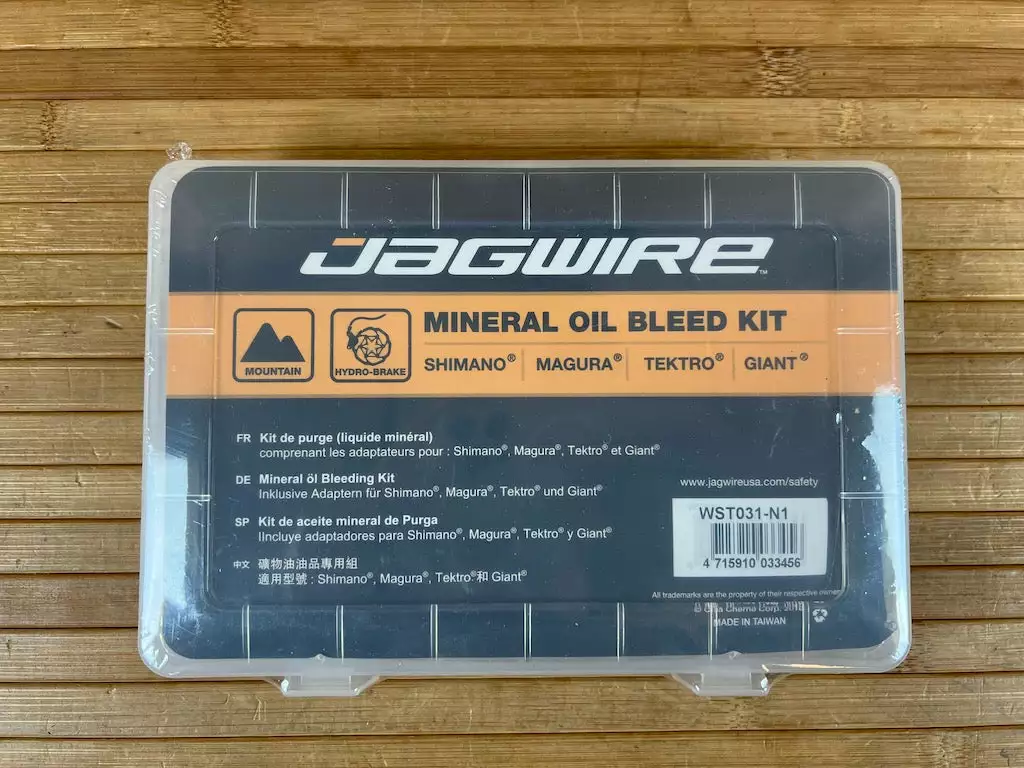 JAGWIRE™
MOUNTAIN
HYDRO-BRAKE
MINERAL OIL BLEED KIT
SHIMANO® MAGURA® TEKTRO® GIANT®
FR Kit de purge (liquide minéral)
comprenant les adaptateurs pour : Shimano®, Magura®, Tektro® et Giant®
DE Mineral öl Bleeding Kit
Inklusive Adaptern für Shimano®, Magura®, Tektro® und Giant®
SP Kit de aceite mineral de Purga
IIncluye adaptadores para Shimano®, Magura®, Tektro® y Giant®
中文 礦物油油品專用組
適用型號 : Shimano®, Magura®, Tektro®和 Giant®
www.jagwireusa.com/safety
WST031-N1
4 715910 033456
All trademarks are the property of their respective owner
Chema Corp.
MADE IN TAIWAN